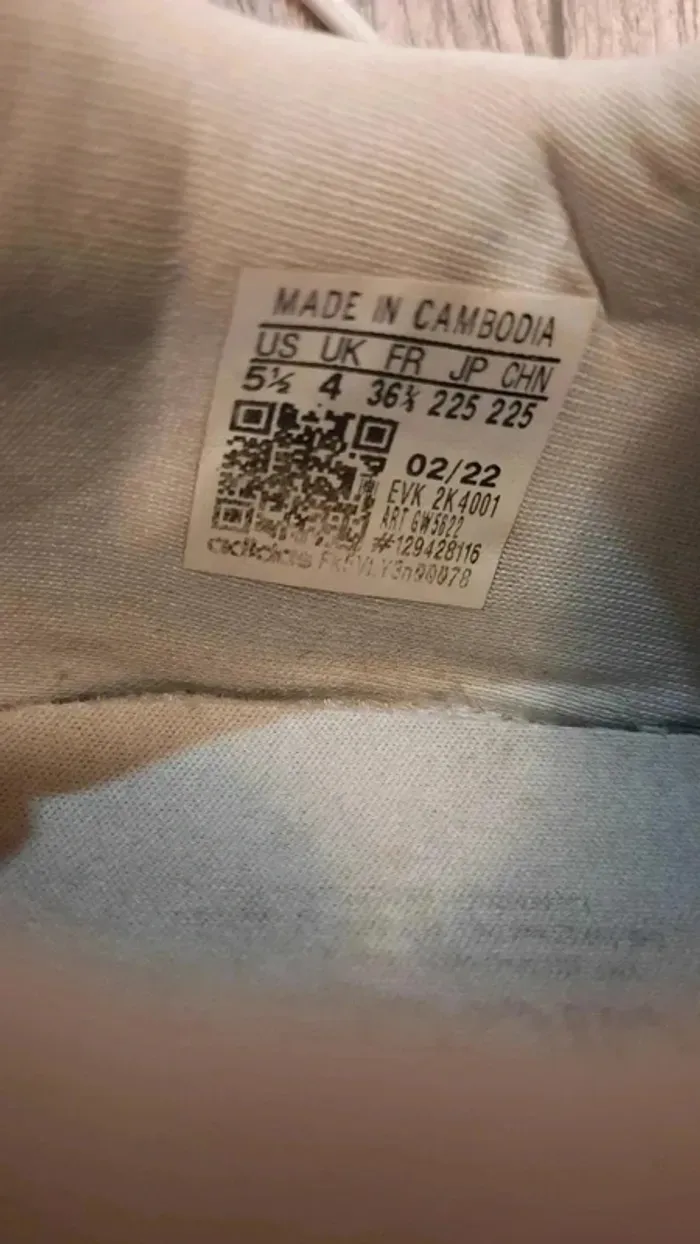 MADE IN CAMBODIA
US UK FR JP CHN
5½ 4 36⅔ 225 225
02/22
EVK 2K4001
ART GW5622
#129428116
adidas